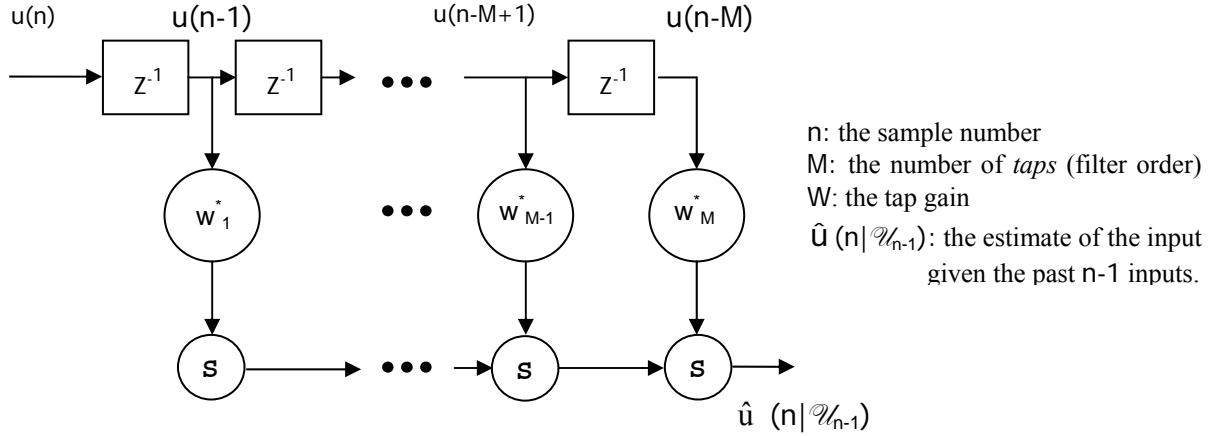 u(n) u(n-1) u(n-M+1) u(n-M)
Z⁻¹ Z⁻¹ ••• Z⁻¹
n: the sample number
M: the number of taps (filter order)
W: the tap gain
û (n|𝒰n-1): the estimate of the input
given the past n-1 inputs.
w*1 ••• w*M-1 w*M
s ••• s s
û (n|𝒰n-1)